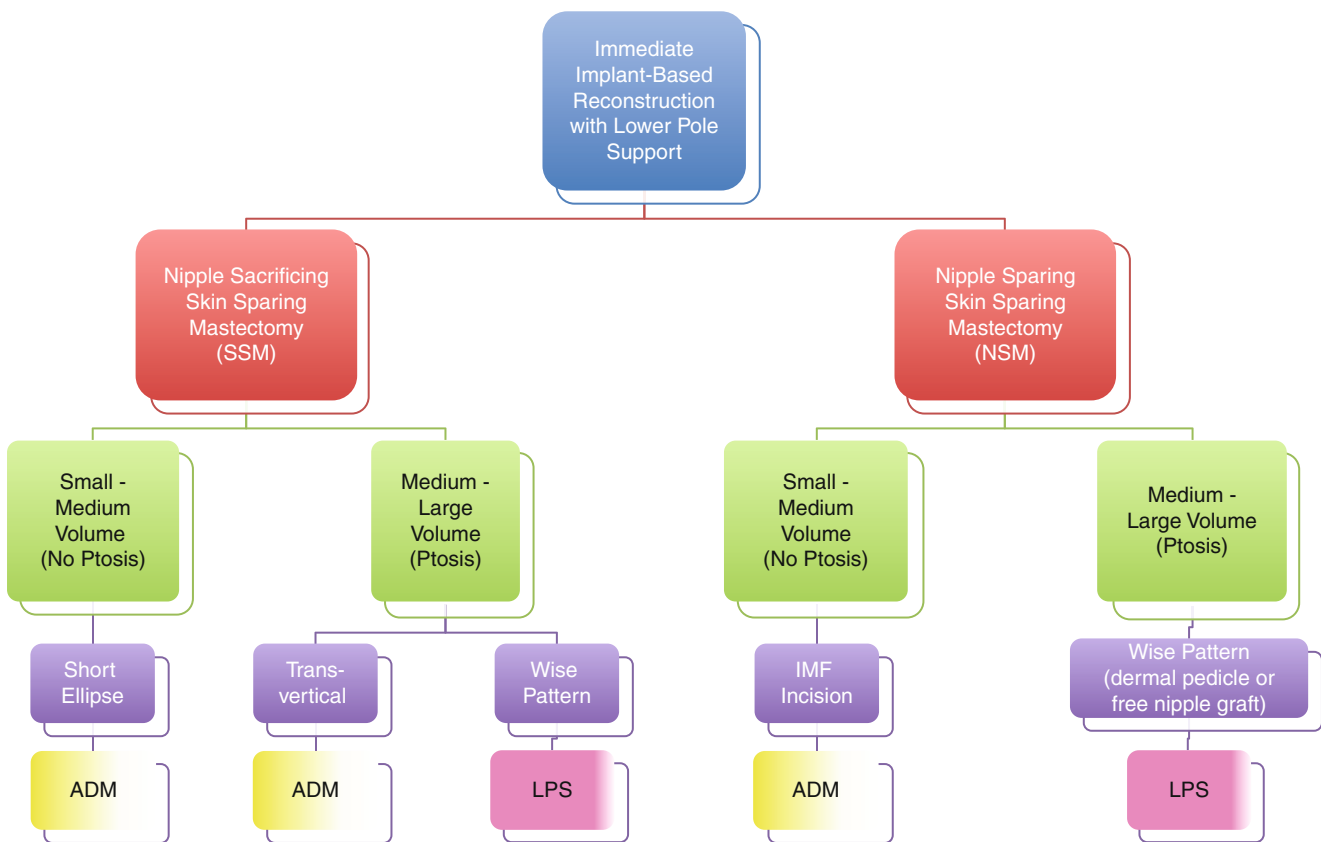 Immediate
Implant-Based
Reconstruction
with Lower Pole
Support
Nipple Sacrificing
Skin Sparing
Mastectomy
(SSM)
Nipple Sparing
Skin Sparing
Mastectomy
(NSM)
Small -
Medium
Volume
(No Ptosis)
Medium -
Large
Volume
(Ptosis)
Small -
Medium
Volume
(No Ptosis)
Medium -
Large Volume
(Ptosis)
Short
Ellipse
Trans-
vertical
Wise
Pattern
IMF
Incision
Wise Pattern
(dermal pedicle or
free nipple graft)
ADM
ADM
LPS
ADM
LPS